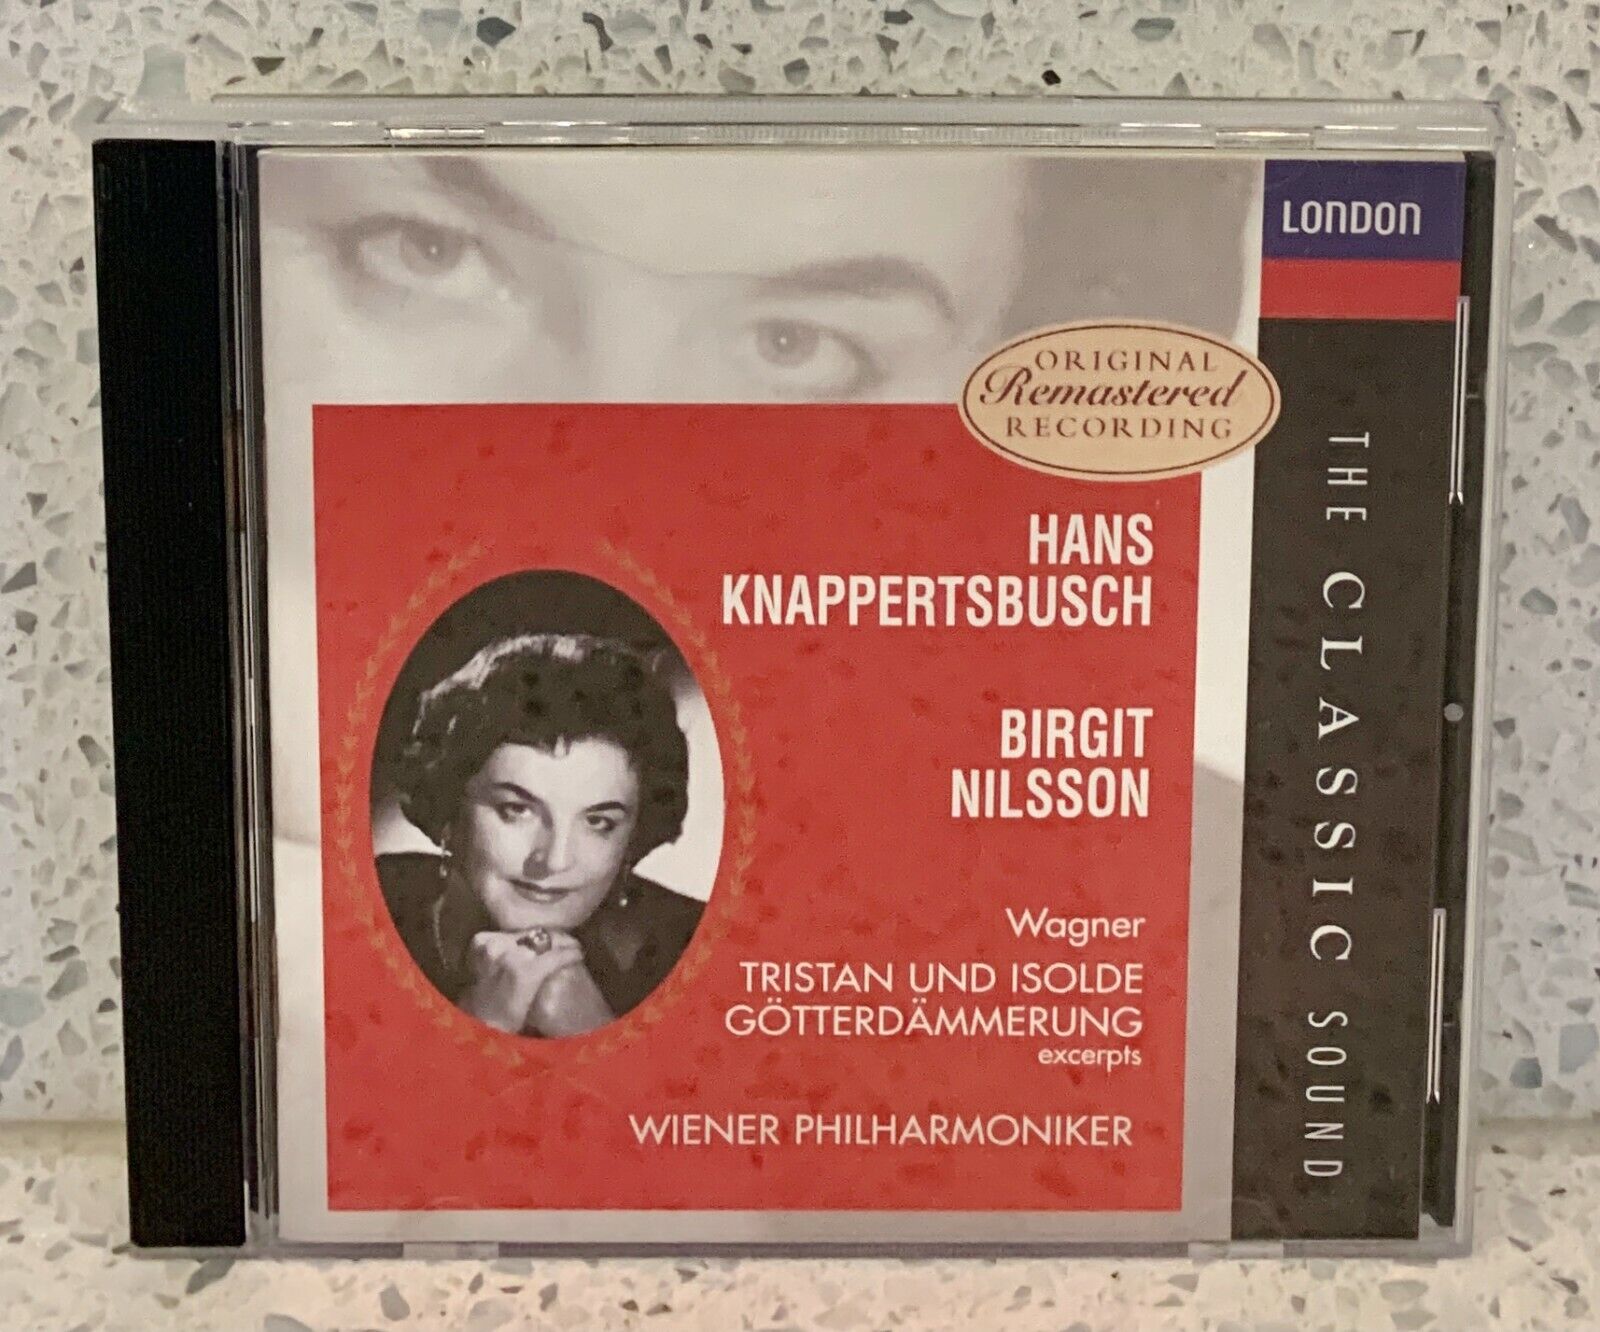 LONDON
ORIGINAL
Remastered
RECORDING
HANS
KNAPPERTSBUSCH
BIRGIT
NILSSON
Wagner
TRISTAN UND ISOLDE
GÖTTERDÄMMERUNG
excerpts
WIENER PHILHARMONIKER
THE CLASSIC SOUND